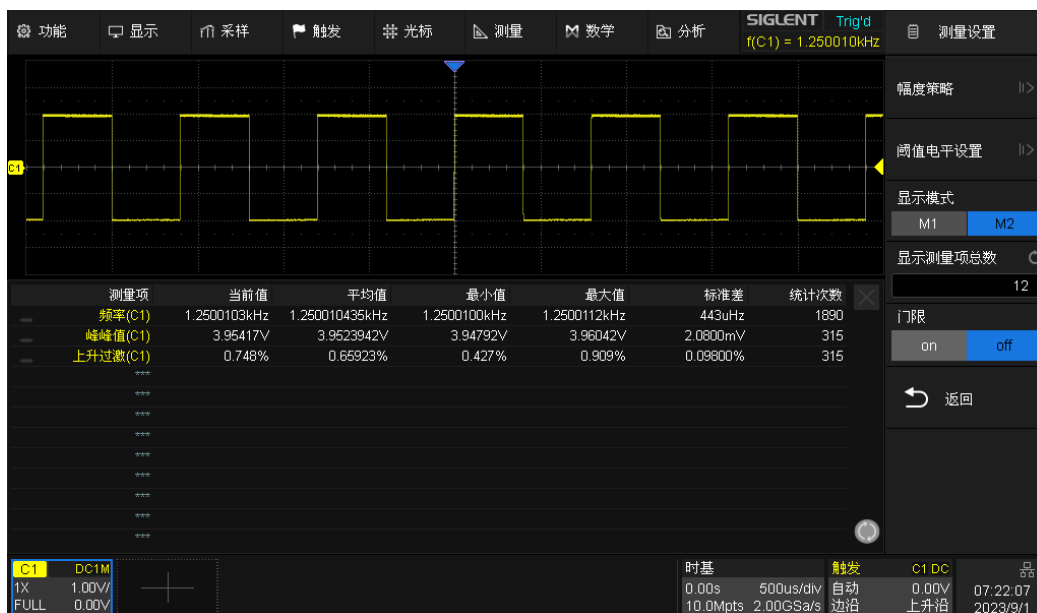 功能 显示 采样 触发 光标 测量 数学 分析 SIGLENT Trig'd
f(C1) = 1.250010kHz
测量设置
幅度策略
阈值电平设置
显示模式
M1 M2
显示测量项总数
12
门限
on off
返回
C1
测量项 当前值 平均值 最小值 最大值 标准差 统计次数
频率(C1) 1.2500103kHz 1.250010435kHz 1.2500100kHz 1.2500112kHz 443uHz 1890
峰峰值(C1) 3.95417V 3.9523942V 3.94792V 3.96042V 2.0800mV 315
上升过激(C1) 0.748% 0.65923% 0.427% 0.909% 0.09800% 315
***
***
***
***
***
***
***
***
***
C1 DC1M
1X 1.00V/
FULL 0.00V
时基
0.00s 500us/div
10.0Mpts 2.00GSa/s
触发 C1 DC
自动 0.00V
边沿 上升沿
07:22:07
2023/9/1